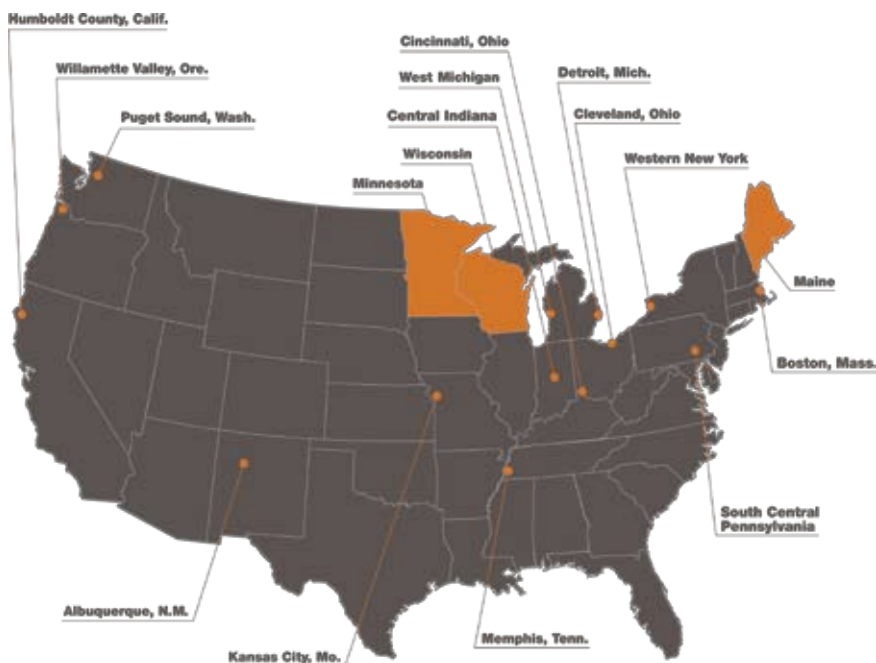 Humboldt County, Calif.
Cincinnati, Ohio
Willamette Valley, Ore.
West Michigan
Detroit, Mich.
Puget Sound, Wash.
Central Indiana
Cleveland, Ohio
Wisconsin
Western New York
Minnesota
Maine
Boston, Mass.
South Central
Pennsylvania
Albuquerque, N.M.
Memphis, Tenn.
Kansas City, Mo.